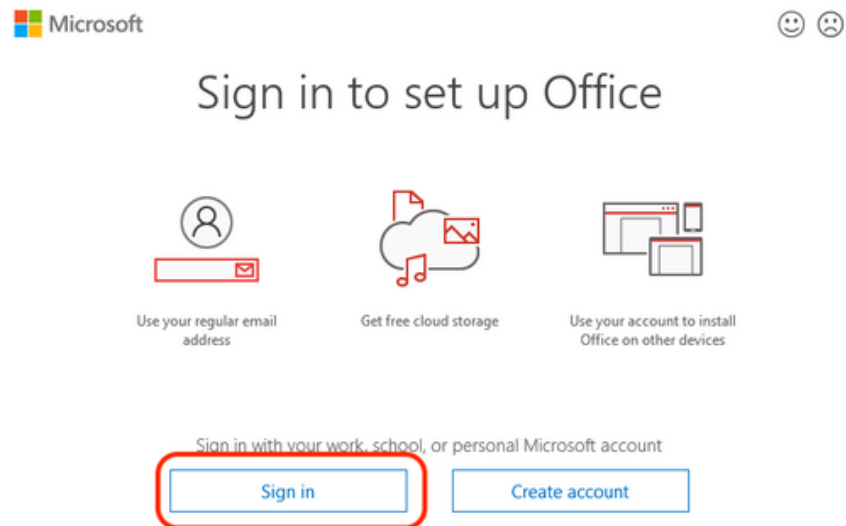 Microsoft
Sign in to set up Office
Use your regular email
address
Get free cloud storage
Use your account to install
Office on other devices
Sign in with your work, school, or personal Microsoft account
Sign in
Create account